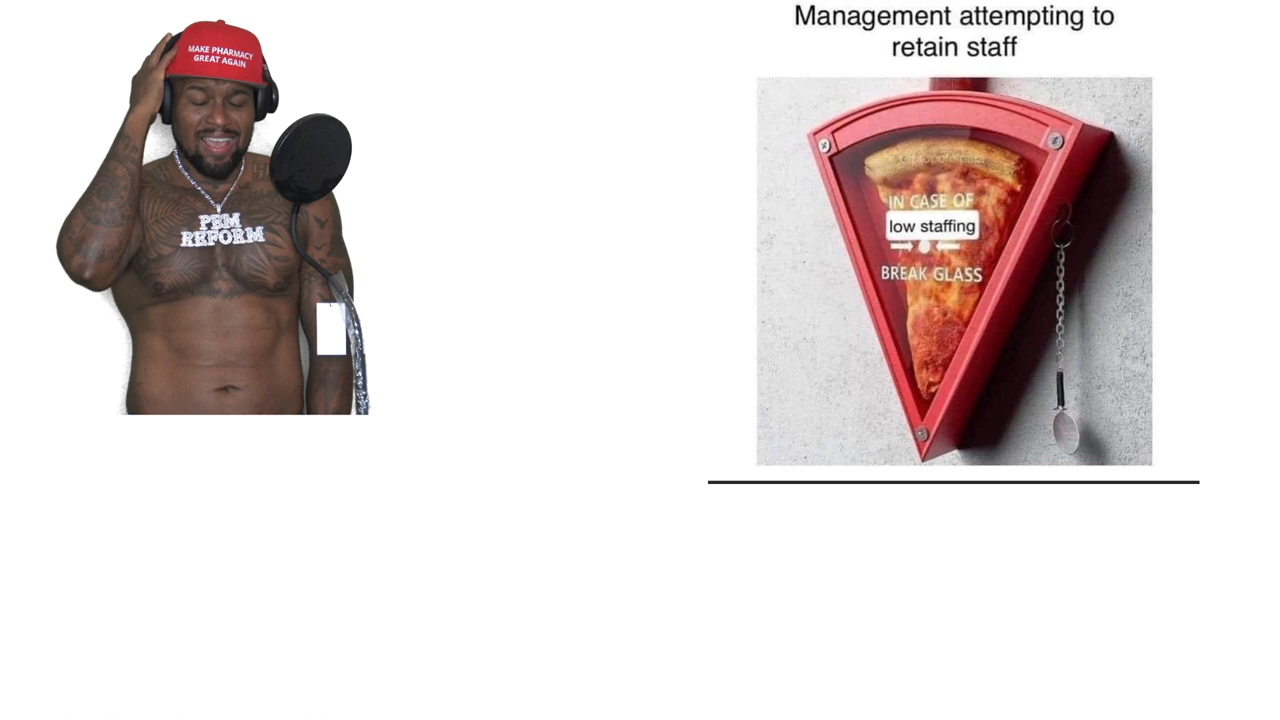 MAKE PHARMACY
GREAT AGAIN
PBM
REFORM
Management attempting to
retain staff
IN CASE OF
low staffing
BREAK GLASS